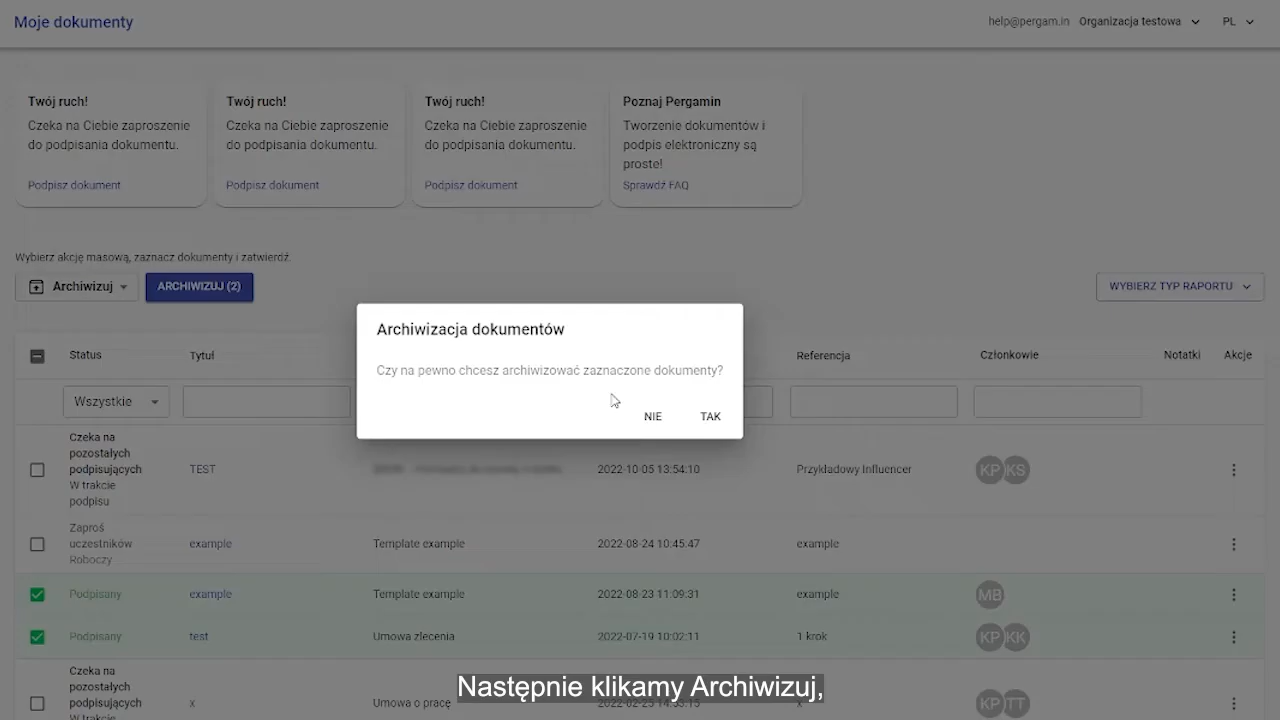 Moje dokumenty
help@pergam.in Organizacja testowa PL
Twój ruch!
Czeka na Ciebie zaproszenie
do podpisania dokumentu.
Podpisz dokument
Twój ruch!
Czeka na Ciebie zaproszenie
do podpisania dokumentu.
Podpisz dokument
Twój ruch!
Czeka na Ciebie zaproszenie
do podpisania dokumentu.
Podpisz dokument
Poznaj Pergamin
Tworzenie dokumentów i
podpis elektroniczny są
proste!
Sprawdź FAQ
Wybierz akcję masową, zaznacz dokumenty i zatwierdź.
Archiwizuj
ARCHIWIZUJ (2)
WYBIERZ TYP RAPORTU
Archiwizacja dokumentów
Czy na pewno chcesz archiwizować zaznaczone dokumenty?
NIE TAK
Status Tytuł Referencja Członkowie Notatki Akcje
Wszystkie
Czeka na
pozostałych
podpisujących
W trakcie
podpisu
TEST 2022-10-05 13:54:10 Przykładowy Influencer KP KS
Zaproś
uczestników
Roboczy
example Template example 2022-08-24 10:45:47 example
Podpisany example Template example 2022-08-23 11:09:31 example MB
Podpisany test Umowa zlecenia 2022-07-19 10:02:11 1 krok KP KK
Czeka na
pozostałych
podpisujących
W trakcie
x Umowa o pracę x KP TT
Następnie klikamy Archiwizuj,